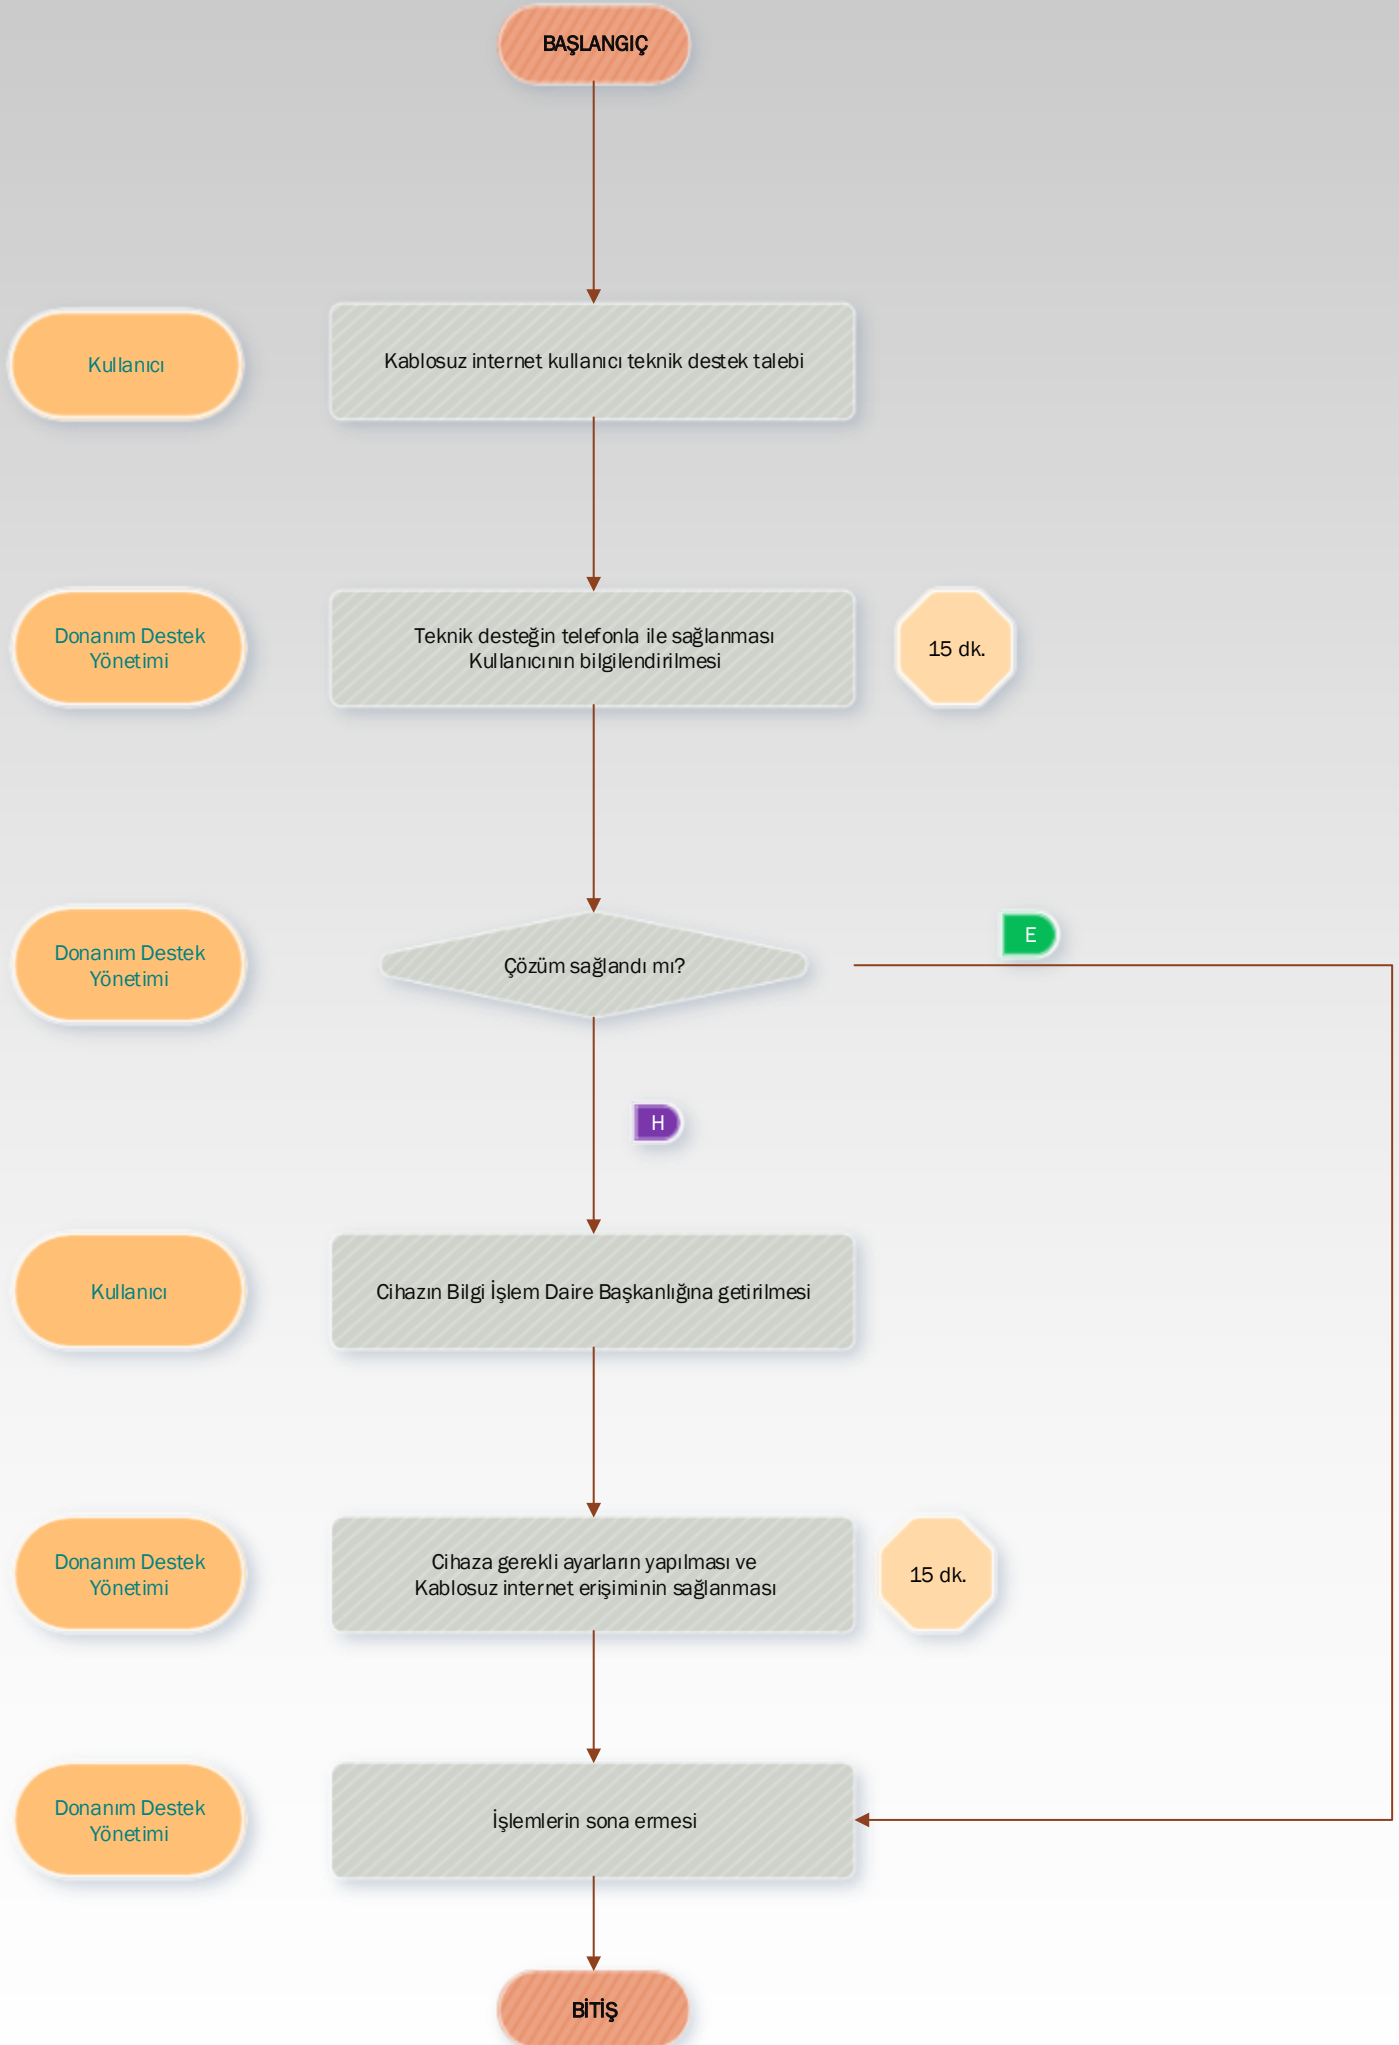 BAŞLANGIÇ
Kullanıcı
Kablosuz internet kullanıcı teknik destek talebi
Donanım Destek
Yönetimi
Teknik desteğin telefonla ile sağlanması
Kullanıcının bilgilendirilmesi
15 dk.
Donanım Destek
Yönetimi
Çözüm sağlandı mı?
E
H
Kullanıcı
Cihazın Bilgi İşlem Daire Başkanlığına getirilmesi
Donanım Destek
Yönetimi
Cihaza gerekli ayarların yapılması ve
Kablosuz internet erişiminin sağlanması
15 dk.
Donanım Destek
Yönetimi
İşlemlerin sona ermesi
BİTİŞ